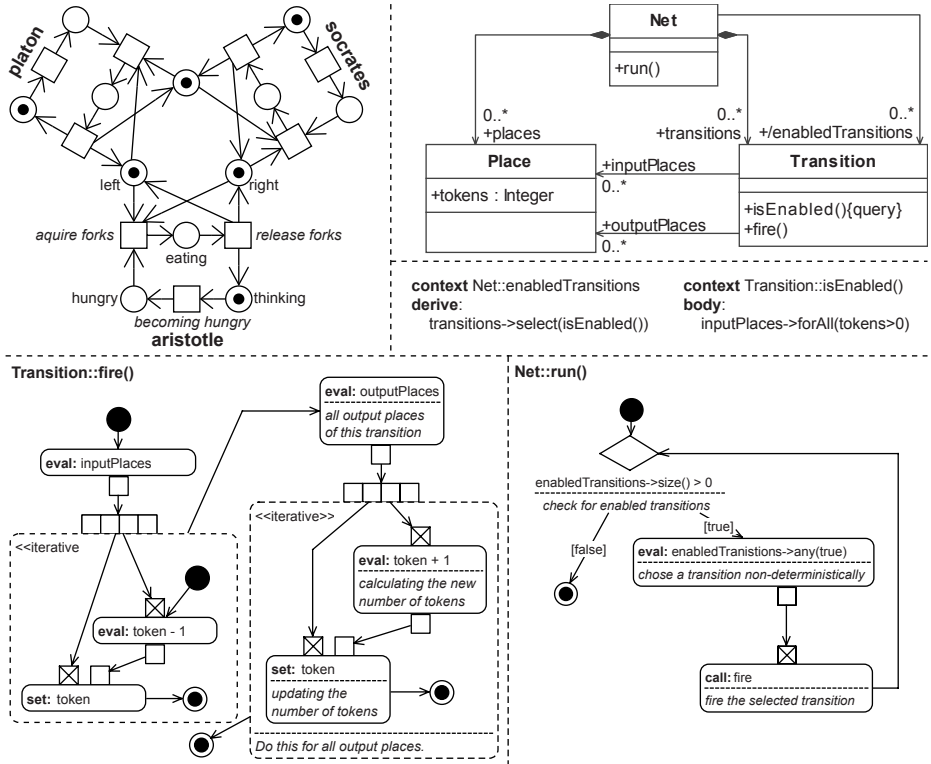 platon
socrates
left
right
aquire forks
release forks
eating
hungry
thinking
becoming hungry
aristotle
Net
+run()
0..*
+places
0..*
+transitions
0..*
+/enabledTransitions
Place
+tokens : Integer
+inputPlaces
0..*
+outputPlaces
0..*
Transition
+isEnabled(){query}
+fire()
context Net::enabledTransitions
derive:
transitions->select(isEnabled())
context Transition::isEnabled()
body:
inputPlaces->forAll(tokens>0)
Transition::fire()
eval: inputPlaces
<<iterative
eval: token - 1
set: token
eval: outputPlaces
all output places
of this transition
<<iterative>>
eval: token + 1
calculating the new
number of tokens
set: token
updating the
number of tokens
Do this for all output places.
Net::run()
enabledTransitions->size() > 0
check for enabled transitions
[true]
[false]
eval: enabledTranistions->any(true)
chose a transition non-deterministically
call: fire
fire the selected transition